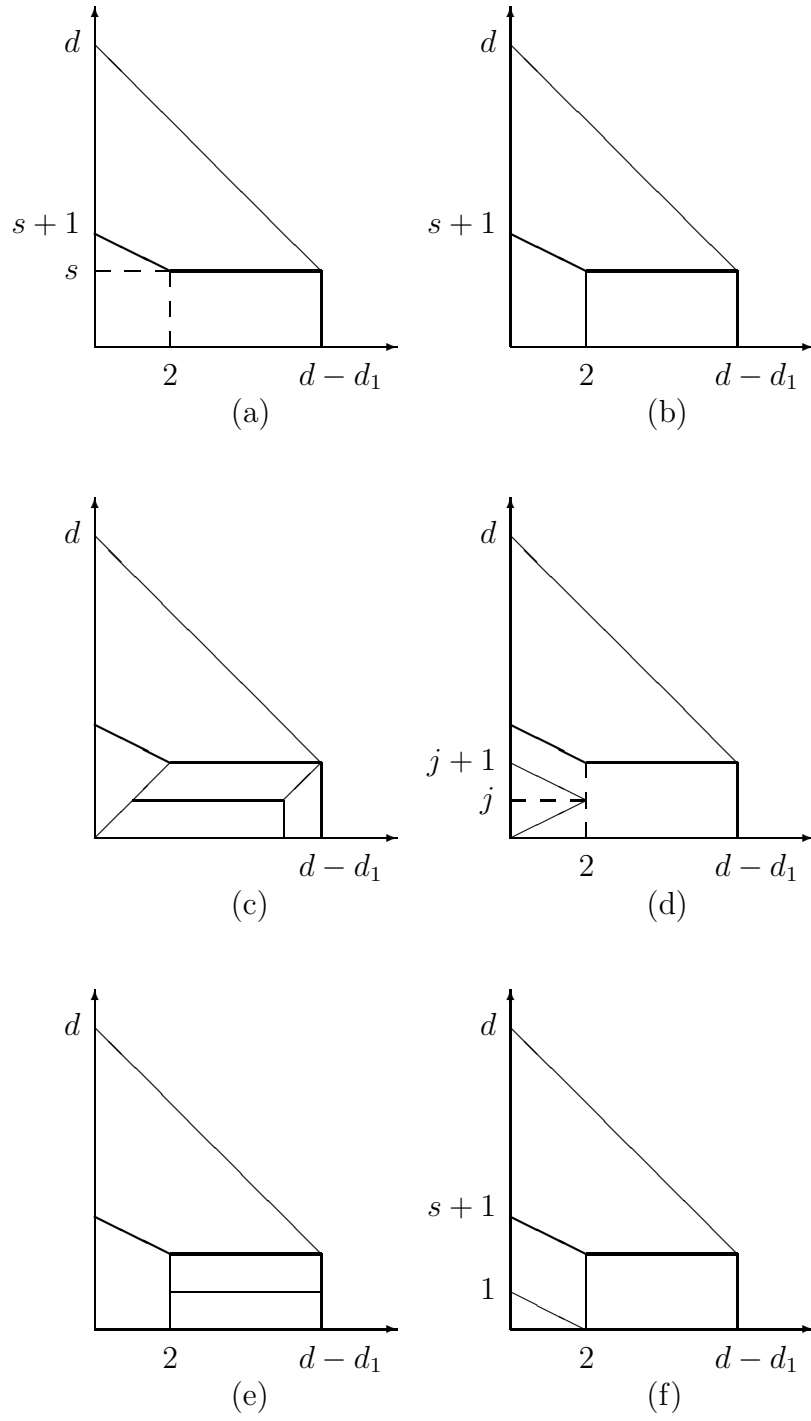 d
s + 1
s
2
d − d₁
(a)
d
s + 1
2
d − d₁
(b)
d
d − d₁
(c)
d
j + 1
j
2
d − d₁
(d)
d
2
d − d₁
(e)
d
s + 1
1
2
d − d₁
(f)